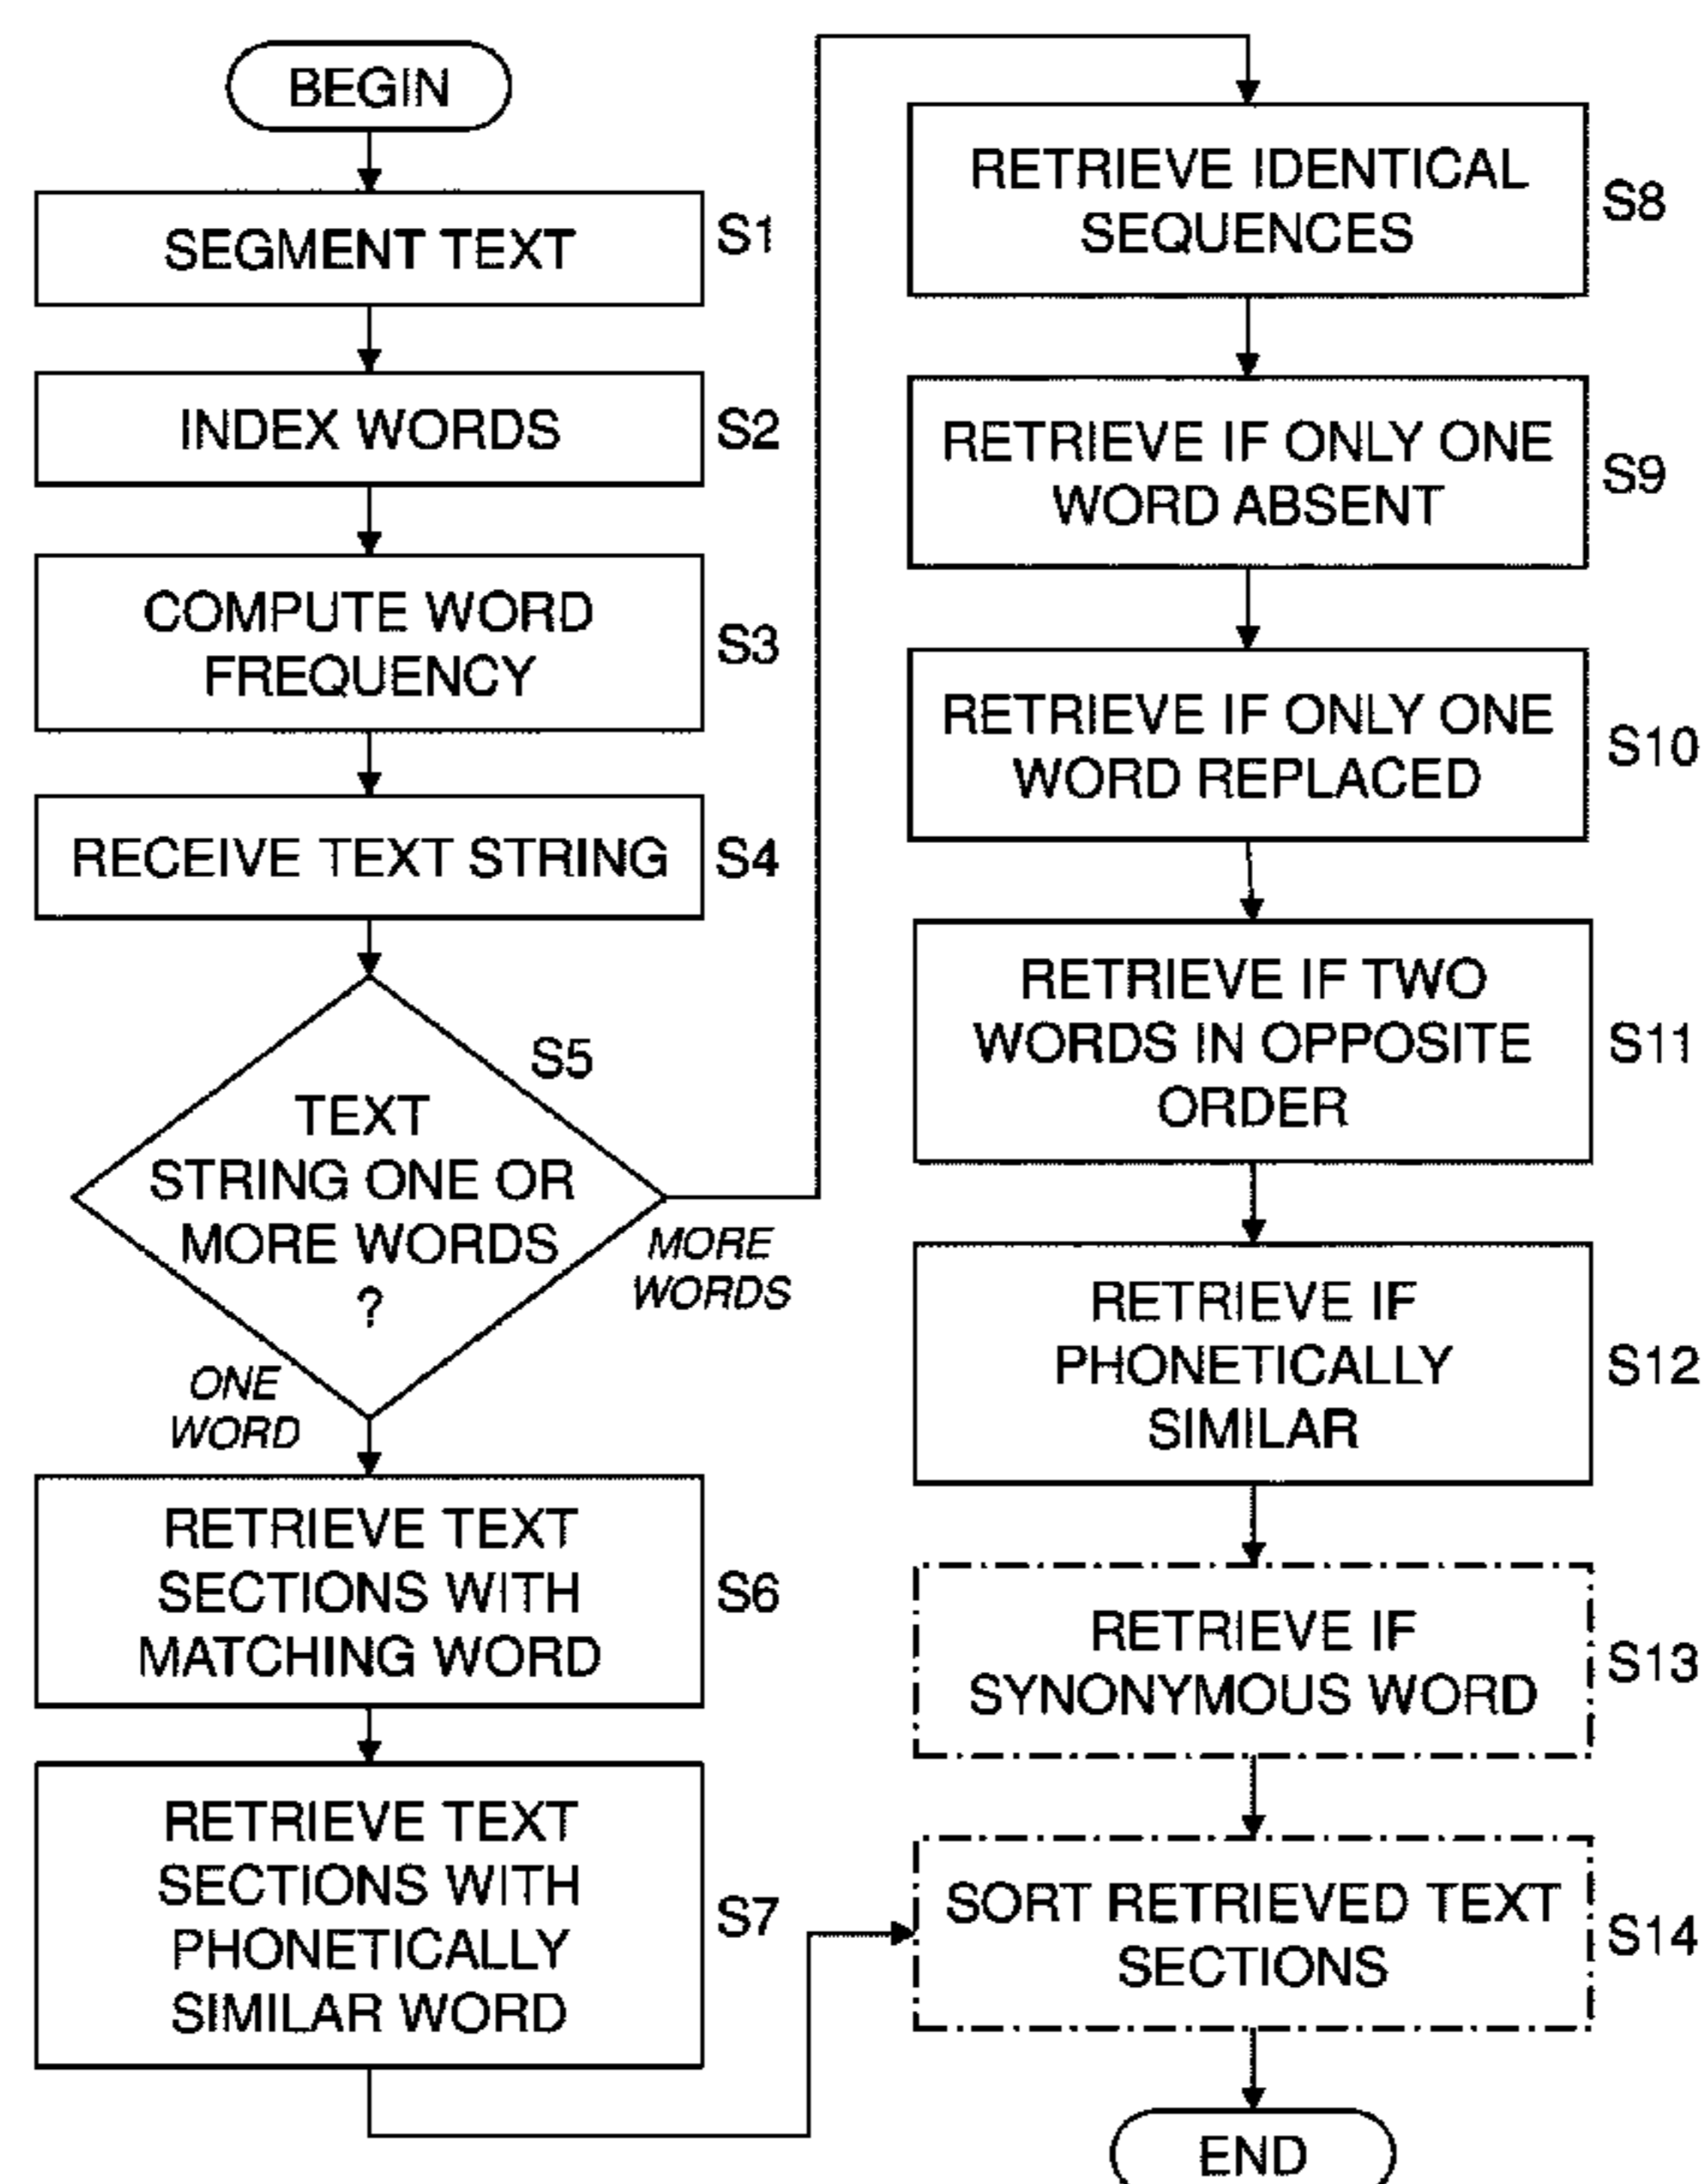 BEGIN
SEGMENT TEXT
S1
INDEX WORDS
S2
COMPUTE WORD
FREQUENCY
S3
RECEIVE TEXT STRING
S4
S5
TEXT
STRING ONE OR
MORE WORDS
?
MORE
WORDS
ONE
WORD
RETRIEVE TEXT
SECTIONS WITH
MATCHING WORD
S6
RETRIEVE TEXT
SECTIONS WITH
PHONETICALLY
SIMILAR WORD
S7
RETRIEVE IDENTICAL
SEQUENCES
S8
RETRIEVE IF ONLY ONE
WORD ABSENT
S9
RETRIEVE IF ONLY ONE
WORD REPLACED
S10
RETRIEVE IF TWO
WORDS IN OPPOSITE
ORDER
S11
RETRIEVE IF
PHONETICALLY
SIMILAR
S12
RETRIEVE IF
SYNONYMOUS WORD
S13
SORT RETRIEVED TEXT
SECTIONS
S14
END